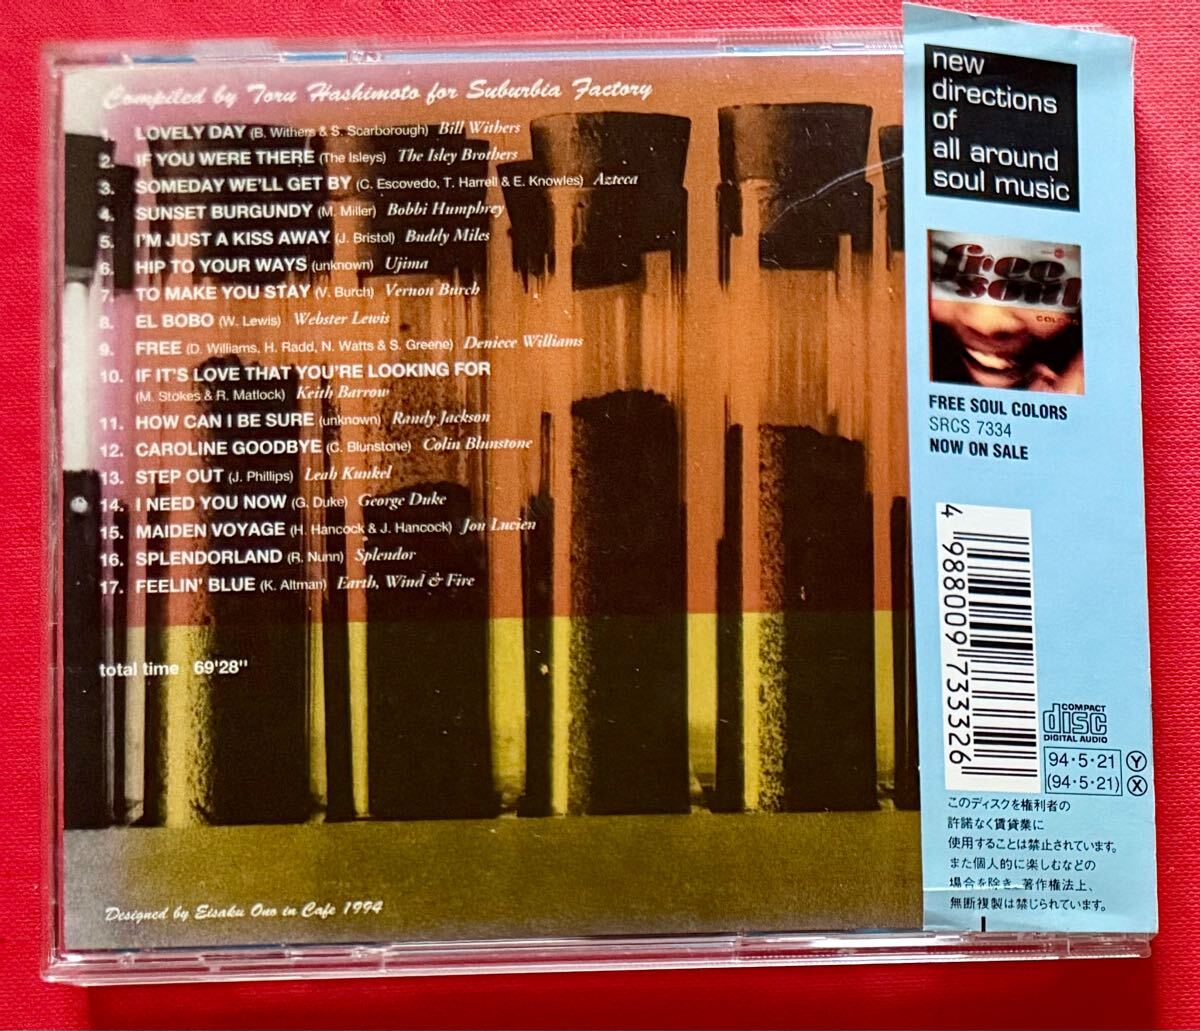 Compiled by Toru Hashimoto for Suburbia Factory
1. LOVELY DAY (B. Withers & S. Scarborough) Bill Withers
2. IF YOU WERE THERE (The Isleys) The Isley Brothers
3. SOMEDAY WE'LL GET BY (C. Escovedo, T. Harrell & E. Knowles) Azteca
4. SUNSET BURGUNDY (M. Miller) Bobbi Humphrey
5. I'M JUST A KISS AWAY (J. Bristol) Buddy Miles
6. HIP TO YOUR WAYS (unknown) Ujima
7. TO MAKE YOU STAY (V. Burch) Vernon Burch
8. EL BOBO (W. Lewis) Webster Lewis
9. FREE (D. Williams, H. Radd, N. Watts & S. Greene) Deniece Williams
10. IF IT'S LOVE THAT YOU'RE LOOKING FOR
(M. Stokes & R. Matlock) Keith Barrow
11. HOW CAN I BE SURE (unknown) Randy Jackson
12. CAROLINE GOODBYE (C. Blunstone) Colin Blunstone
13. STEP OUT (J. Phillips) Leah Kunkel
14. I NEED YOU NOW (G. Duke) George Duke
15. MAIDEN VOYAGE (H. Hancock & J. Hancock) Jon Lucien
16. SPLENDORLAND (R. Nunn) Splendor
17. FEELIN' BLUE (K. Altman) Earth, Wind & Fire
total time 69'28"
Designed by Eisaku Ono in Cafe 1994
new
directions
of
all around
soul music
free
soul
COLORS
FREE SOUL COLORS
SRCS 7334
NOW ON SALE
4 988009 733326
COMPACT
disc
DIGITAL AUDIO
94・5・21 Ⓨ
(94・5・21) Ⓧ
このディスクを権利者の
許諾なく賃貸業に
使用することは禁止されています。
また個人的に楽しむなどの
場合を除き、著作権法上、
無断複製は禁じられています。